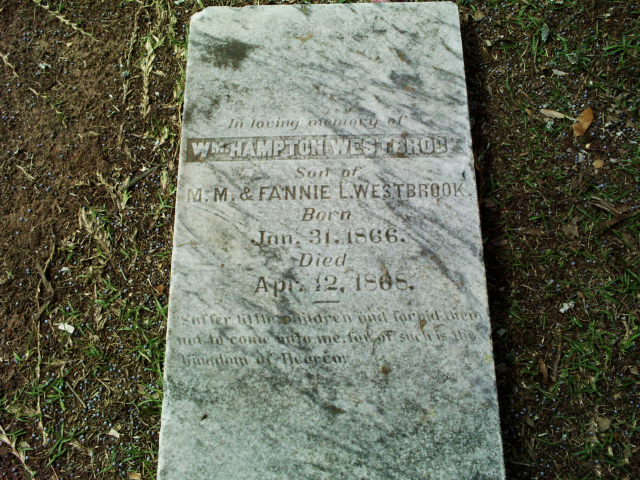 In loving memory of
WM. HAMPTON WESTBROOK
Son of
M. M. & FANNIE L. WESTBROOK
Born
Jan. 31, 1866.
Died
Apr. 12, 1868.
Suffer little children and forbid them
not to come unto me, for of such is the
Kingdom of Heaven.